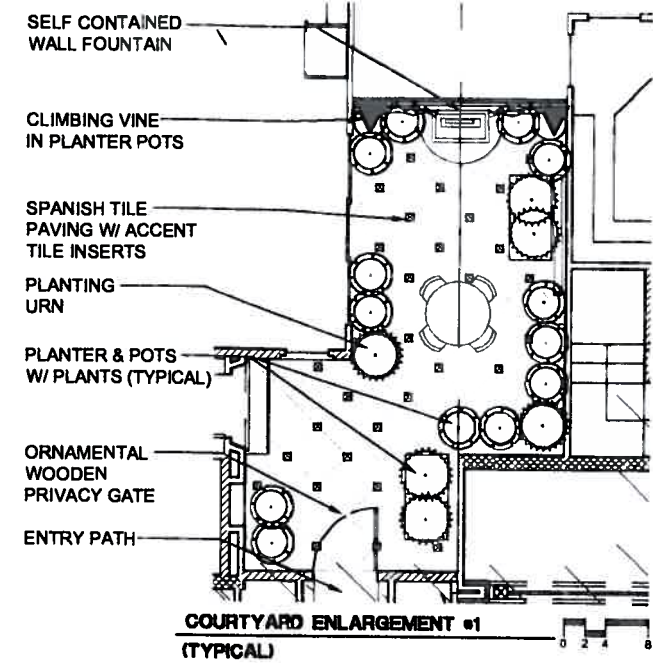 SELF CONTAINED
WALL FOUNTAIN
CLIMBING VINE
IN PLANTER POTS
SPANISH TILE
PAVING W/ ACCENT
TILE INSERTS
PLANTING
URN
PLANTER & POTS
W/ PLANTS (TYPICAL)
ORNAMENTAL
WOODEN
PRIVACY GATE
ENTRY PATH
COURTYARD ENLARGEMENT #1
(TYPICAL)
0 2 4 8